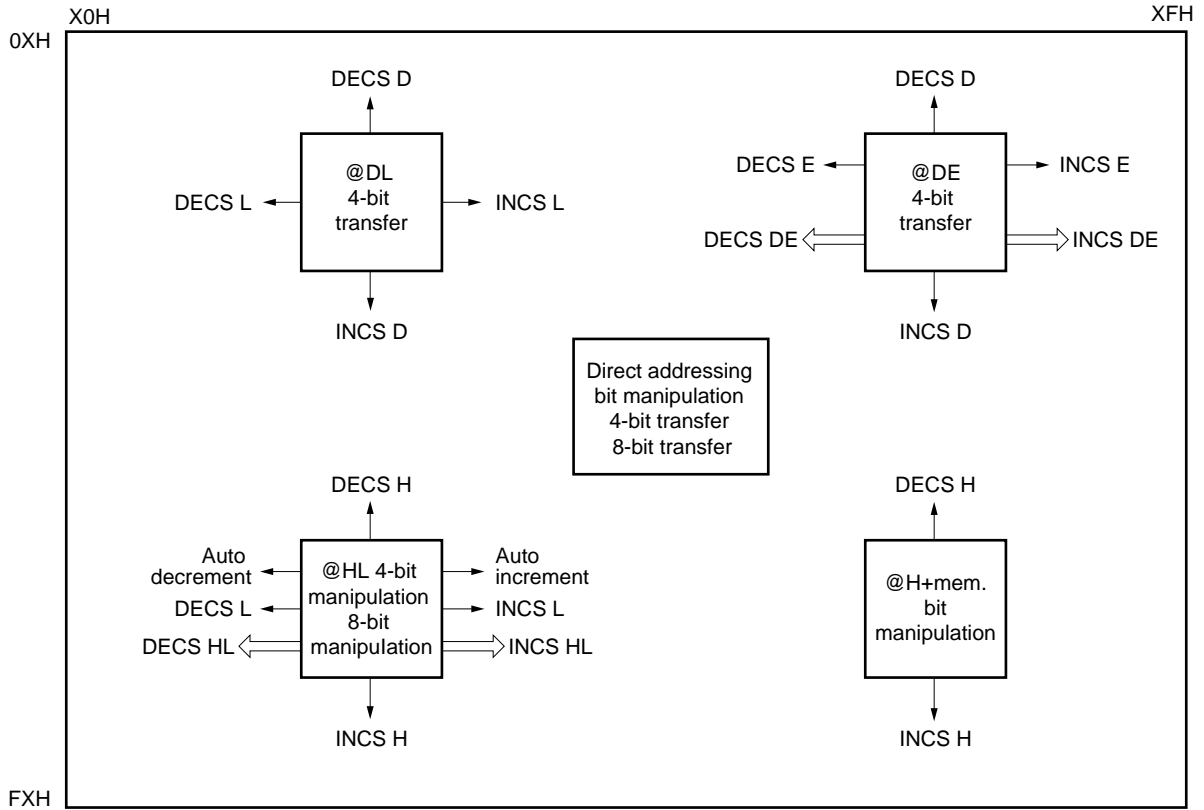 X0H
XFH
0XH
DECS D
@DL
4-bit
transfer
DECS L
INCS L
INCS D
DECS D
DECS E
@DE
4-bit
transfer
INCS E
DECS DE
INCS DE
INCS D
Direct addressing
bit manipulation
4-bit transfer
8-bit transfer
DECS H
Auto
decrement
@HL 4-bit
manipulation
8-bit
manipulation
Auto
increment
DECS L
INCS L
DECS HL
INCS HL
INCS H
DECS H
@H+mem.
bit
manipulation
INCS H
FXH